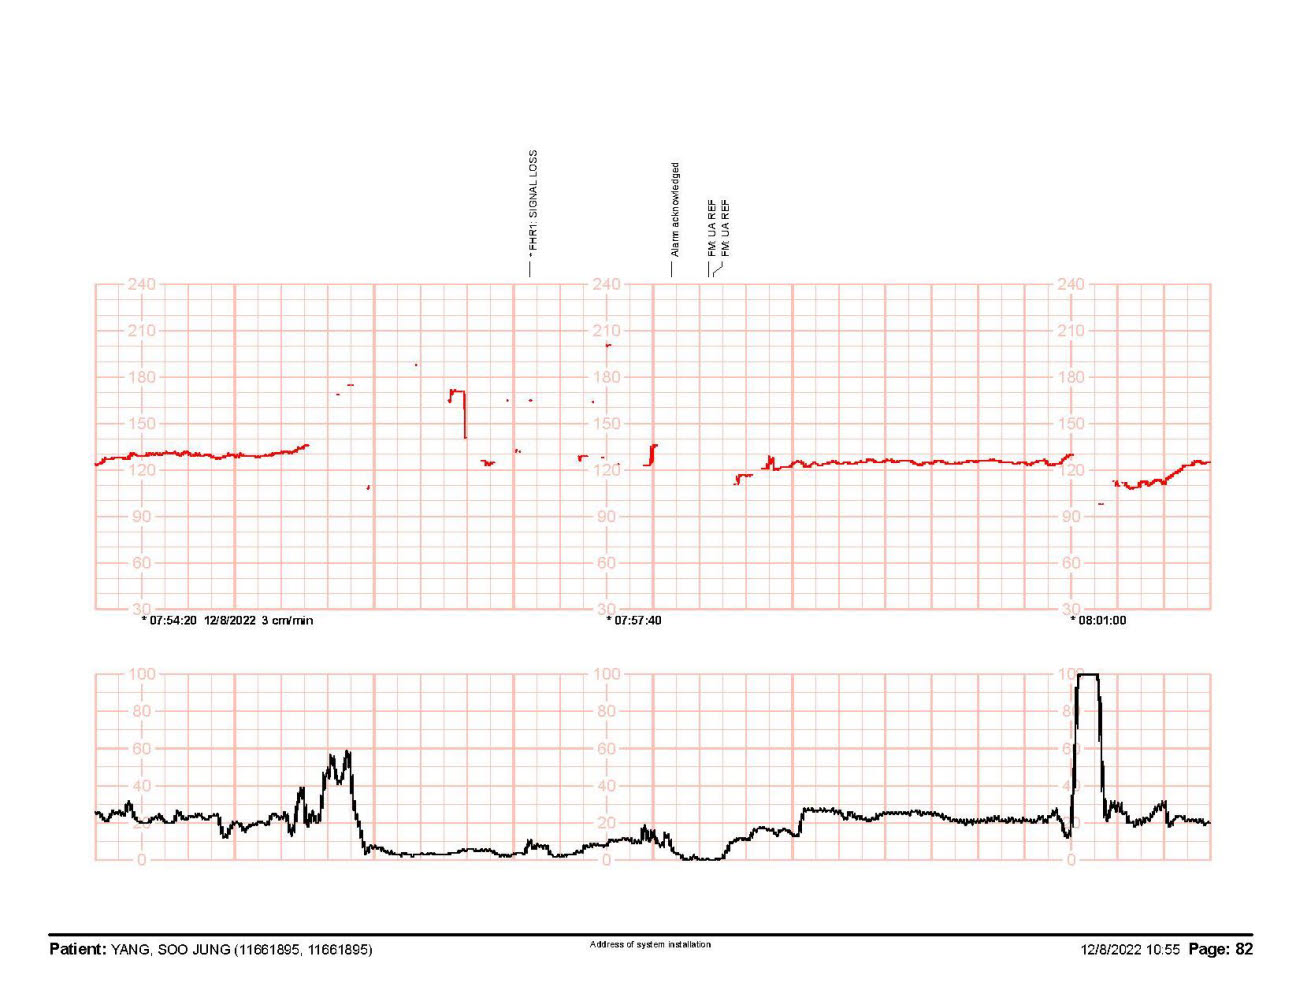 * FHR1: SIGNAL LOSS
Alarm acknowledged
FM: UA REF
FM: UA REF
240 240 240
210 210 210
180 180 180
150 150 150
120 120 120
90 90 90
60 60 60
30 30 30
* 07:54:20 12/8/2022 3 cm/min * 07:57:40 * 08:01:00
100 100 100
80 80 80
60 60 60
40 40 40
20 20 20
0 0 0
Patient: YANG, SOO JUNG (11661895, 11661895) Address of system installation 12/8/2022 10:55 Page: 82